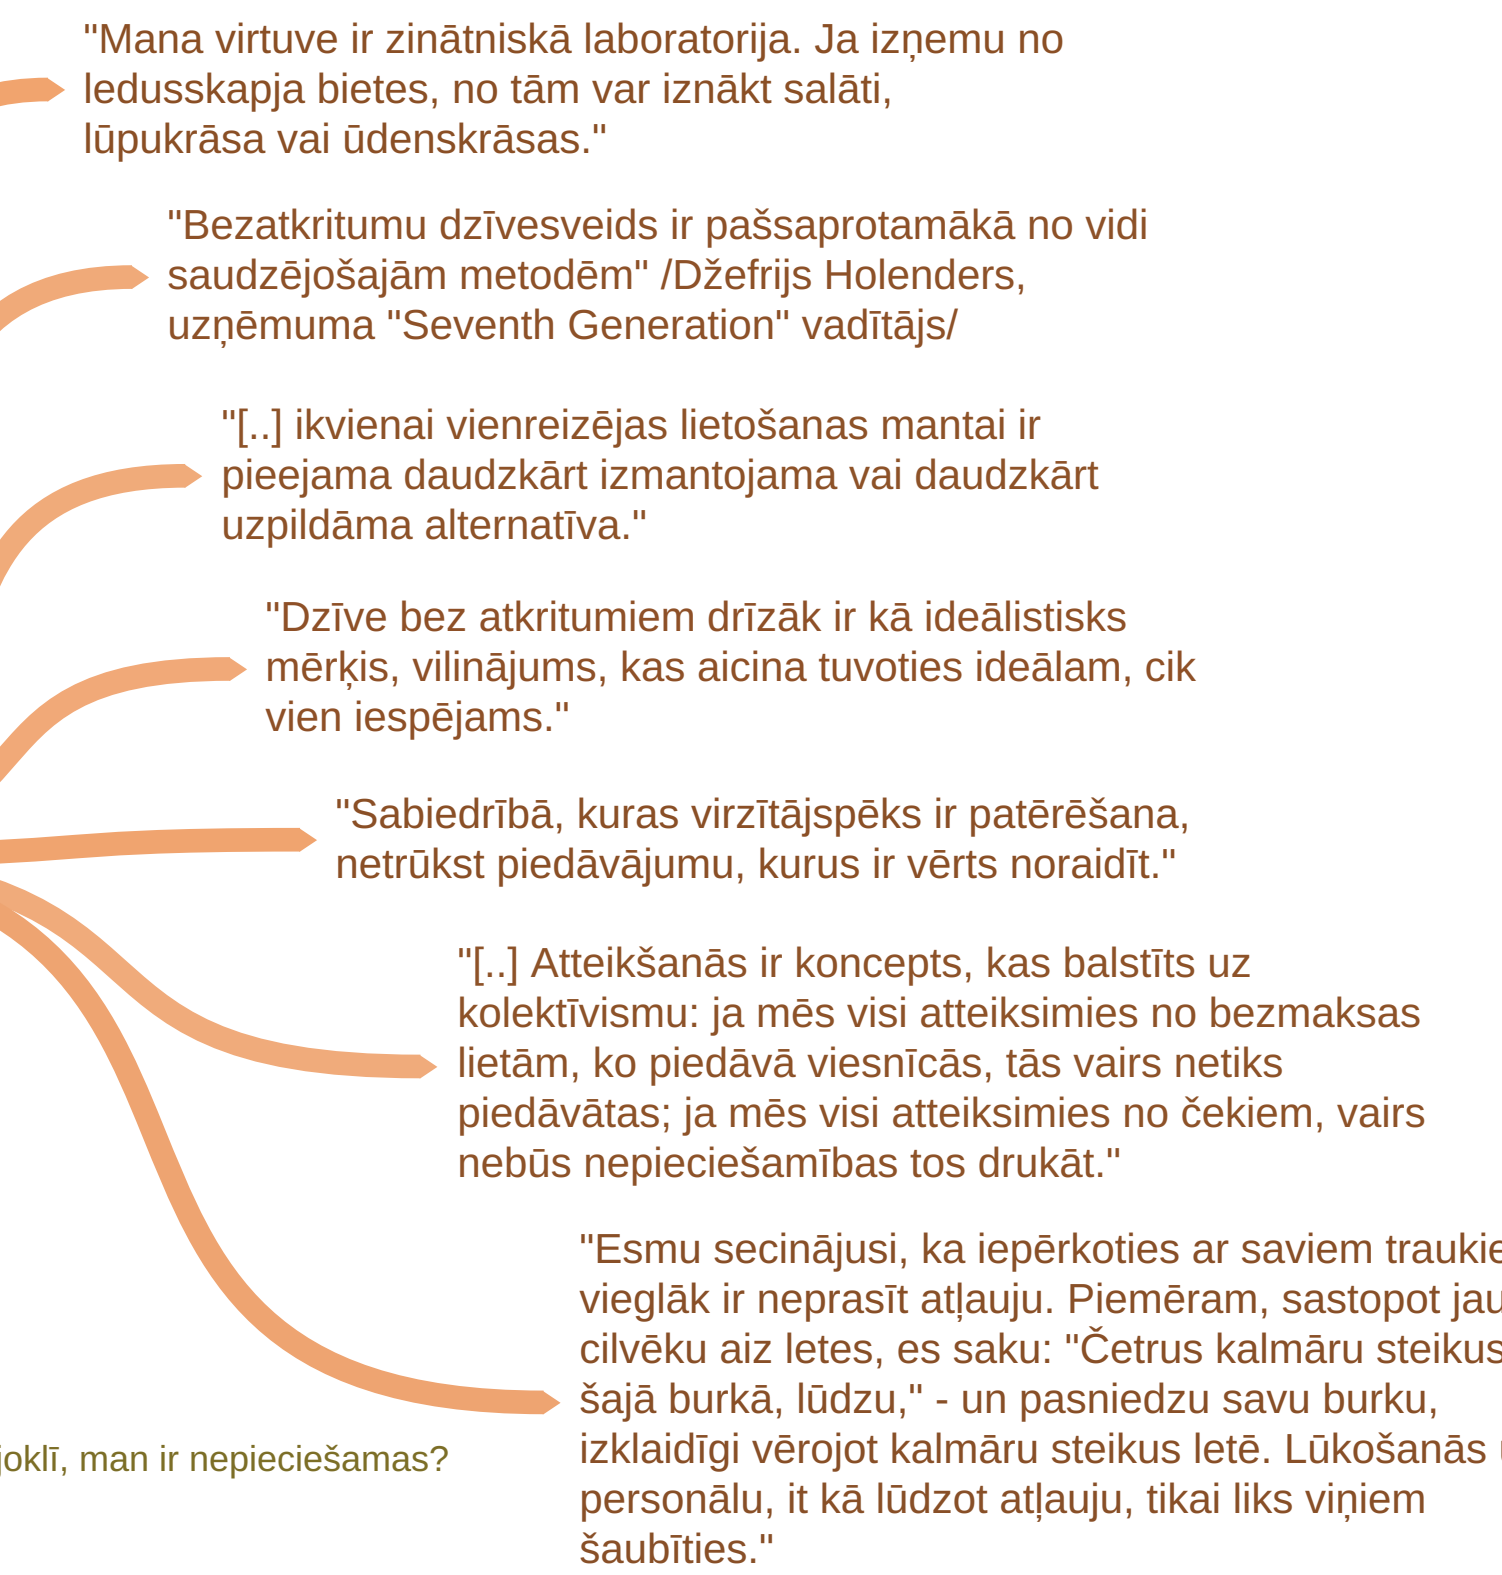 "Mana virtuve ir zinātniskā laboratorija. Ja izņemu no
ledusskapja bietes, no tām var iznākt salāti,
lūpukrāsa vai ūdenskrāsas."
"Bezatkritumu dzīvesveids ir pašsaprotamākā no vidi
saudzējošajām metodēm" /Džefrijs Holenders,
uzņēmuma "Seventh Generation" vadītājs/
"[..] ikvienai vienreizējas lietošanas mantai ir
pieejama daudzkārt izmantojama vai daudzkārt
uzpildāma alternatīva."
"Dzīve bez atkritumiem drīzāk ir kā ideālistisks
mērķis, vilinājums, kas aicina tuvoties ideālam, cik
vien iespējams."
"Sabiedrībā, kuras virzītājspēks ir patērēšana,
netrūkst piedāvājumu, kurus ir vērts noraidīt."
"[..] Atteikšanās ir koncepts, kas balstīts uz
kolektīvismu: ja mēs visi atteiksimies no bezmaksas
lietām, ko piedāvā viesnīcās, tās vairs netiks
piedāvātas; ja mēs visi atteiksimies no čekiem, vairs
nebūs nepieciešamības tos drukāt."
"Esmu secinājusi, ka iepērkoties ar saviem
vieglāk ir neprasīt atļauju. Piemēram, sastopot
cilvēku aiz letes, es saku: "Četrus kalmāru steikus
šajā burkā, lūdzu," - un pasniedzu savu burku,
izklaidīgi vērojot kalmāru steikus letē. Lūkošanās
personālu, it kā lūdzot atļauju, tikai liks viņiem
šaubīties."
man ir nepieciešamas?